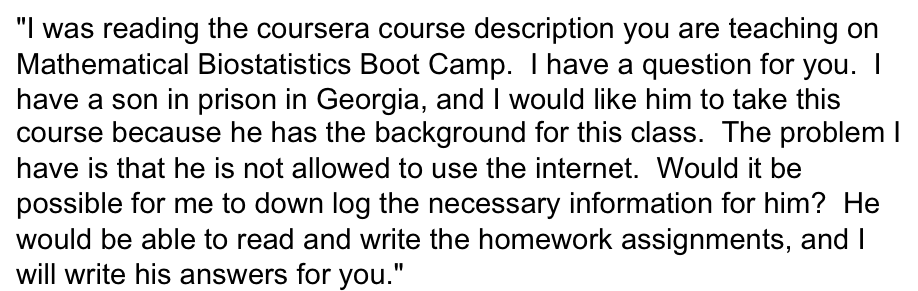 "I was reading the coursera course description you are teaching on
Mathematical Biostatistics Boot Camp.  I have a question for you.  I
have a son in prison in Georgia, and I would like him to take this
course because he has the background for this class.  The problem I
have is that he is not allowed to use the internet.  Would it be
possible for me to down log the necessary information for him?  He
would be able to read and write the homework assignments, and I
will write his answers for you."